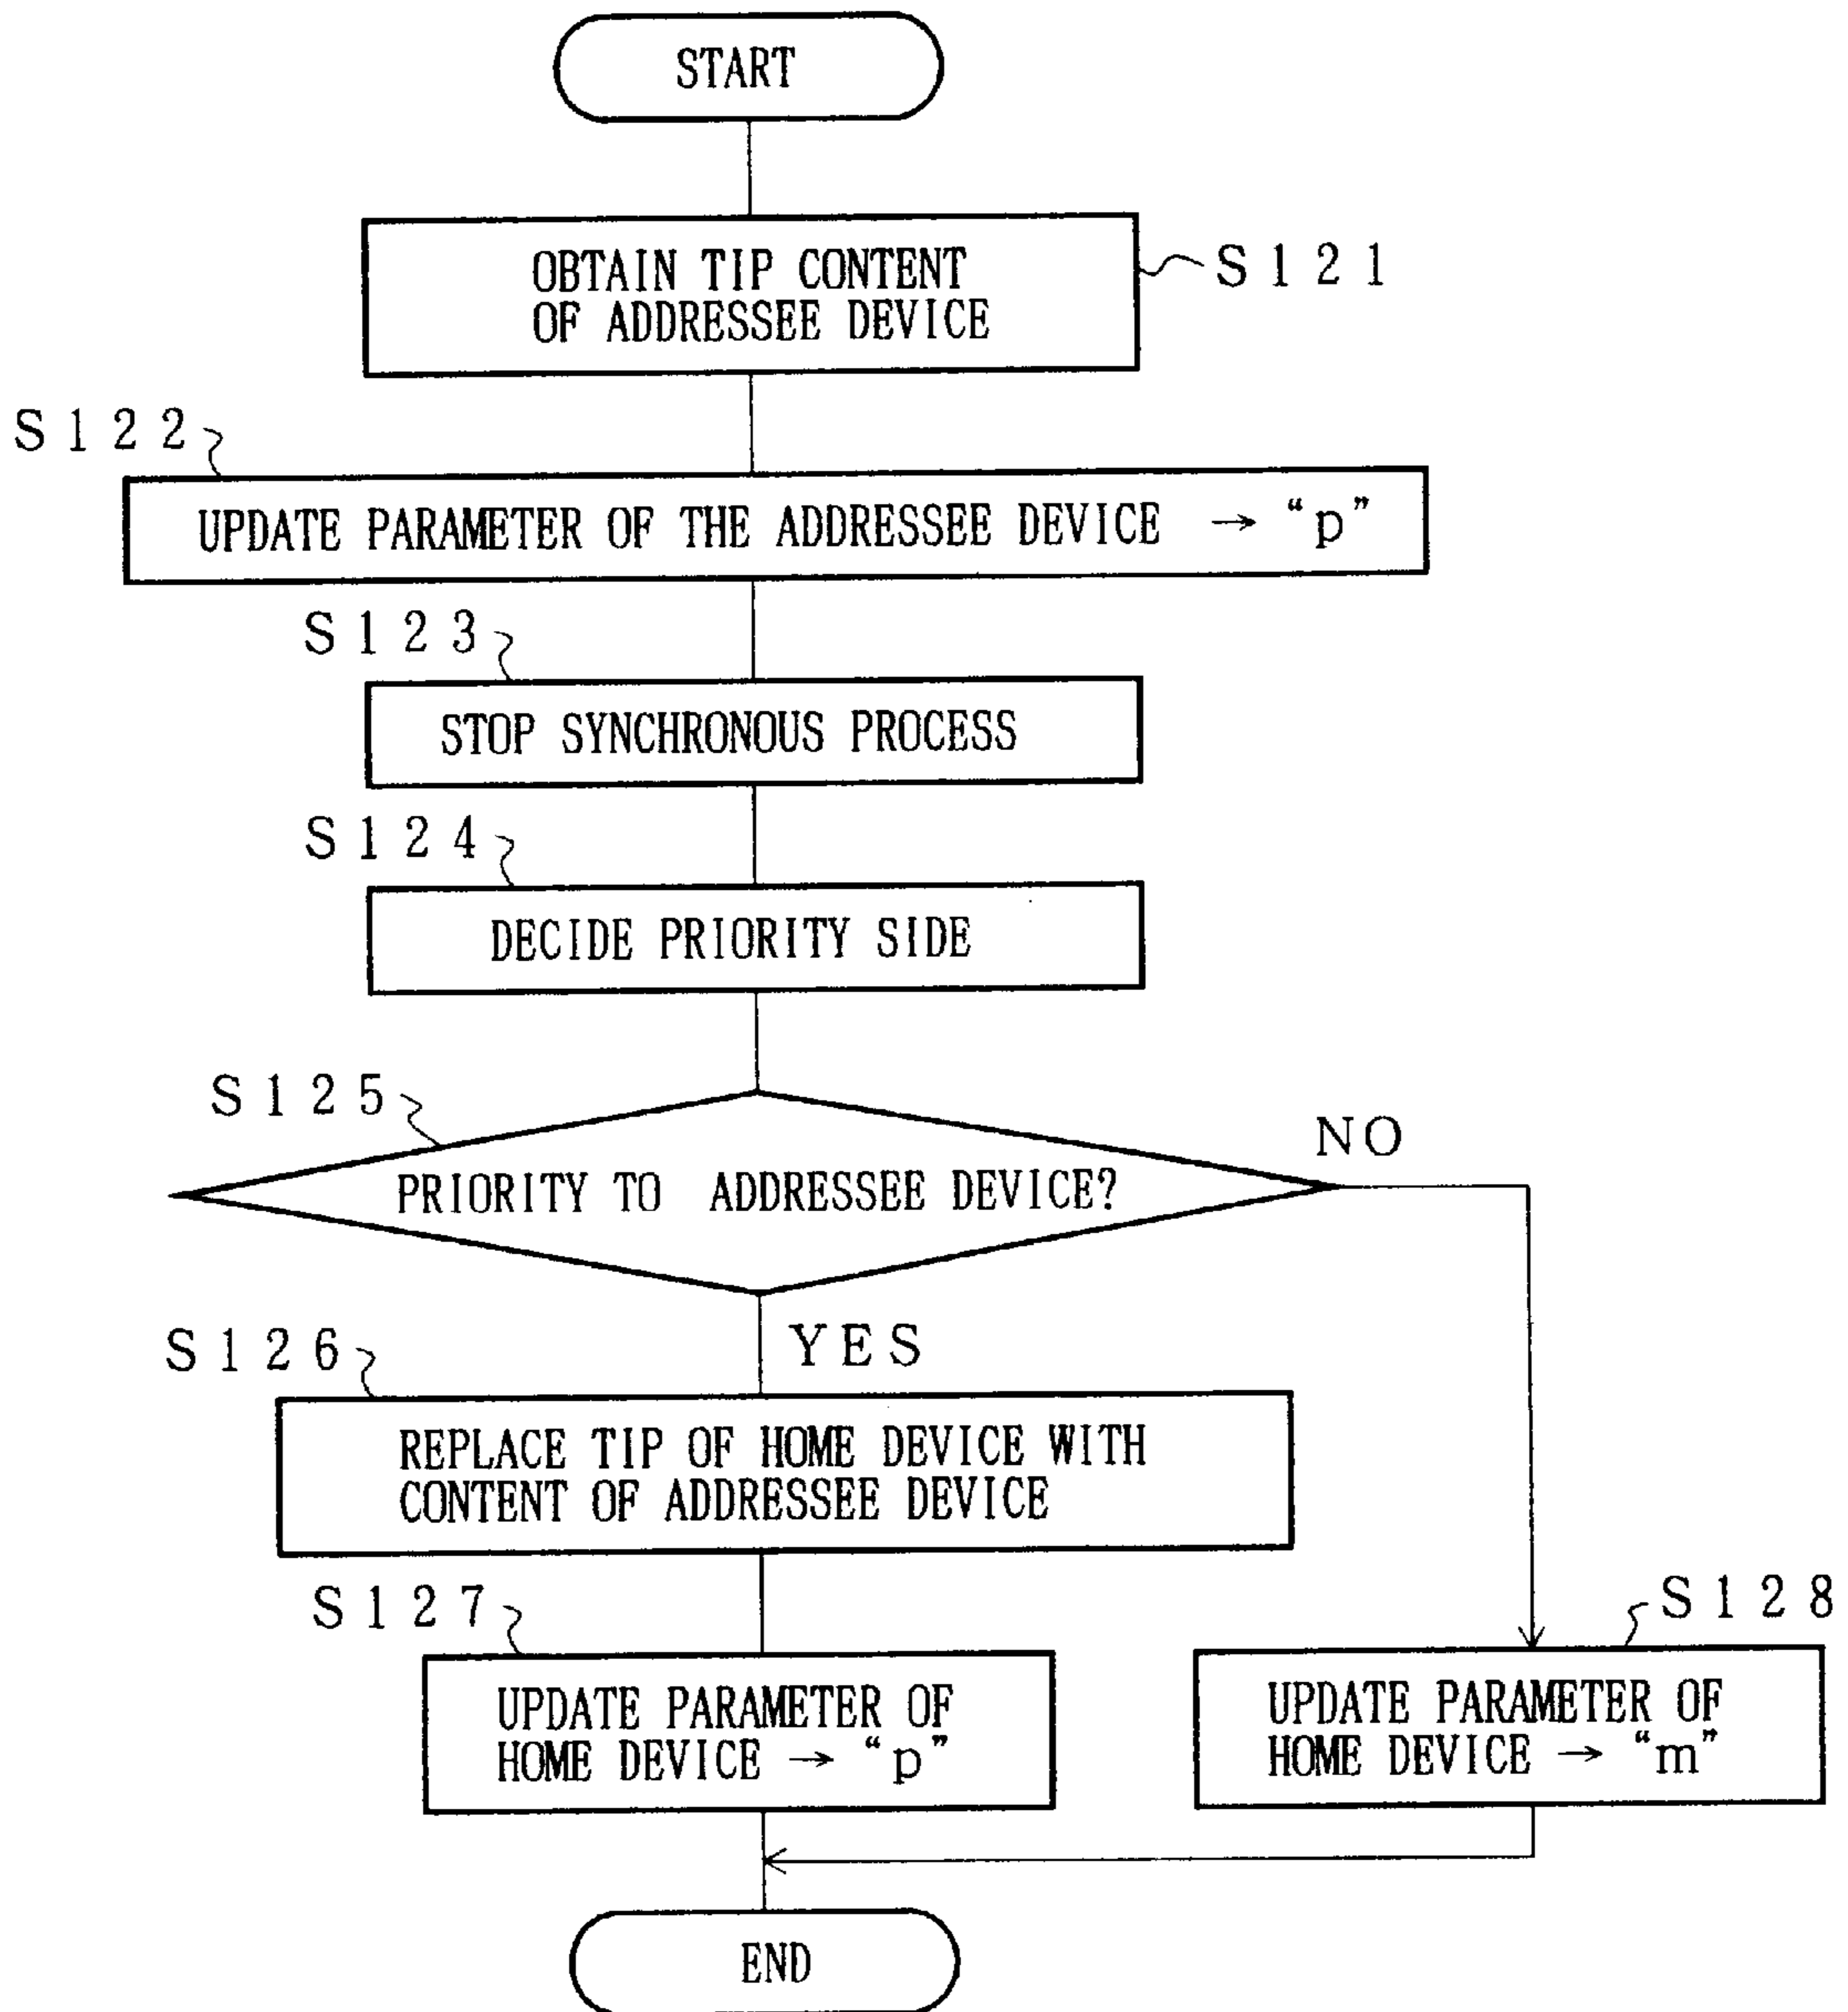 START
OBTAIN TIP CONTENT
OF ADDRESSEE DEVICE
S121
S122
UPDATE PARAMETER OF THE ADDRESSEE DEVICE → “p”
S123
STOP SYNCHRONOUS PROCESS
S124
DECIDE PRIORITY SIDE
S125
PRIORITY TO ADDRESSEE DEVICE?
NO
YES
S126
REPLACE TIP OF HOME DEVICE WITH
CONTENT OF ADDRESSEE DEVICE
S127
UPDATE PARAMETER OF
HOME DEVICE → “p”
S128
UPDATE PARAMETER OF
HOME DEVICE → “m”
END